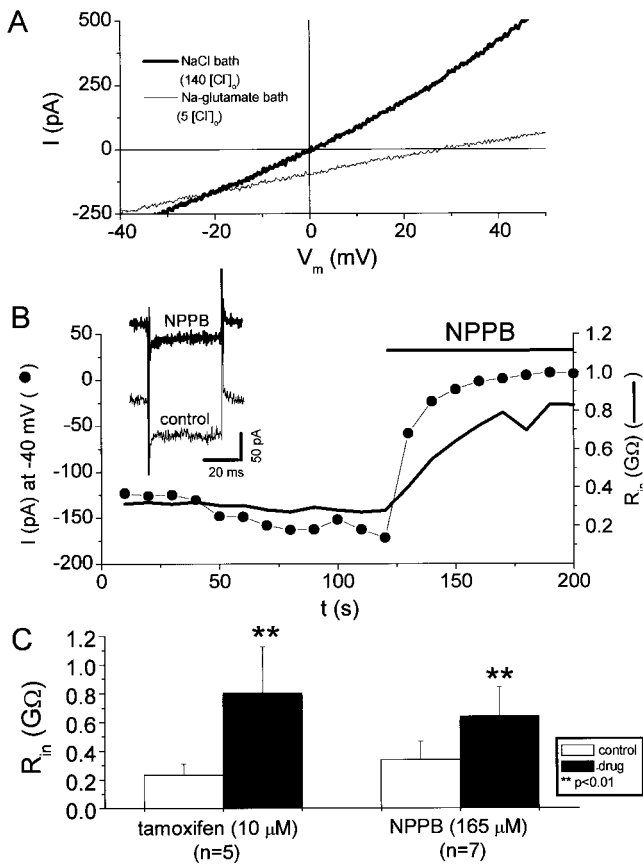 A
500
250
0
-250
I (pA)
NaCl bath
(140 [Cl⁻]ₒ)
Na-glutamate bath
(5 [Cl⁻]ₒ)
-40
-20
0
20
40
Vm (mV)
B
50
0
-50
-100
-150
-200
I (pA) at -40 mV (●)
NPPB
control
20 ms
50 pA
NPPB
1.2
1.0
0.8
0.6
0.4
0.2
Rin (GΩ) (—)
0
50
100
150
200
t (s)
C
1.2
1.0
0.8
0.6
0.4
0.2
0.0
Rin (GΩ)
**
**
control
drug
** p<0.01
tamoxifen (10 μM)
(n=5)
NPPB (165 μM)
(n=7)